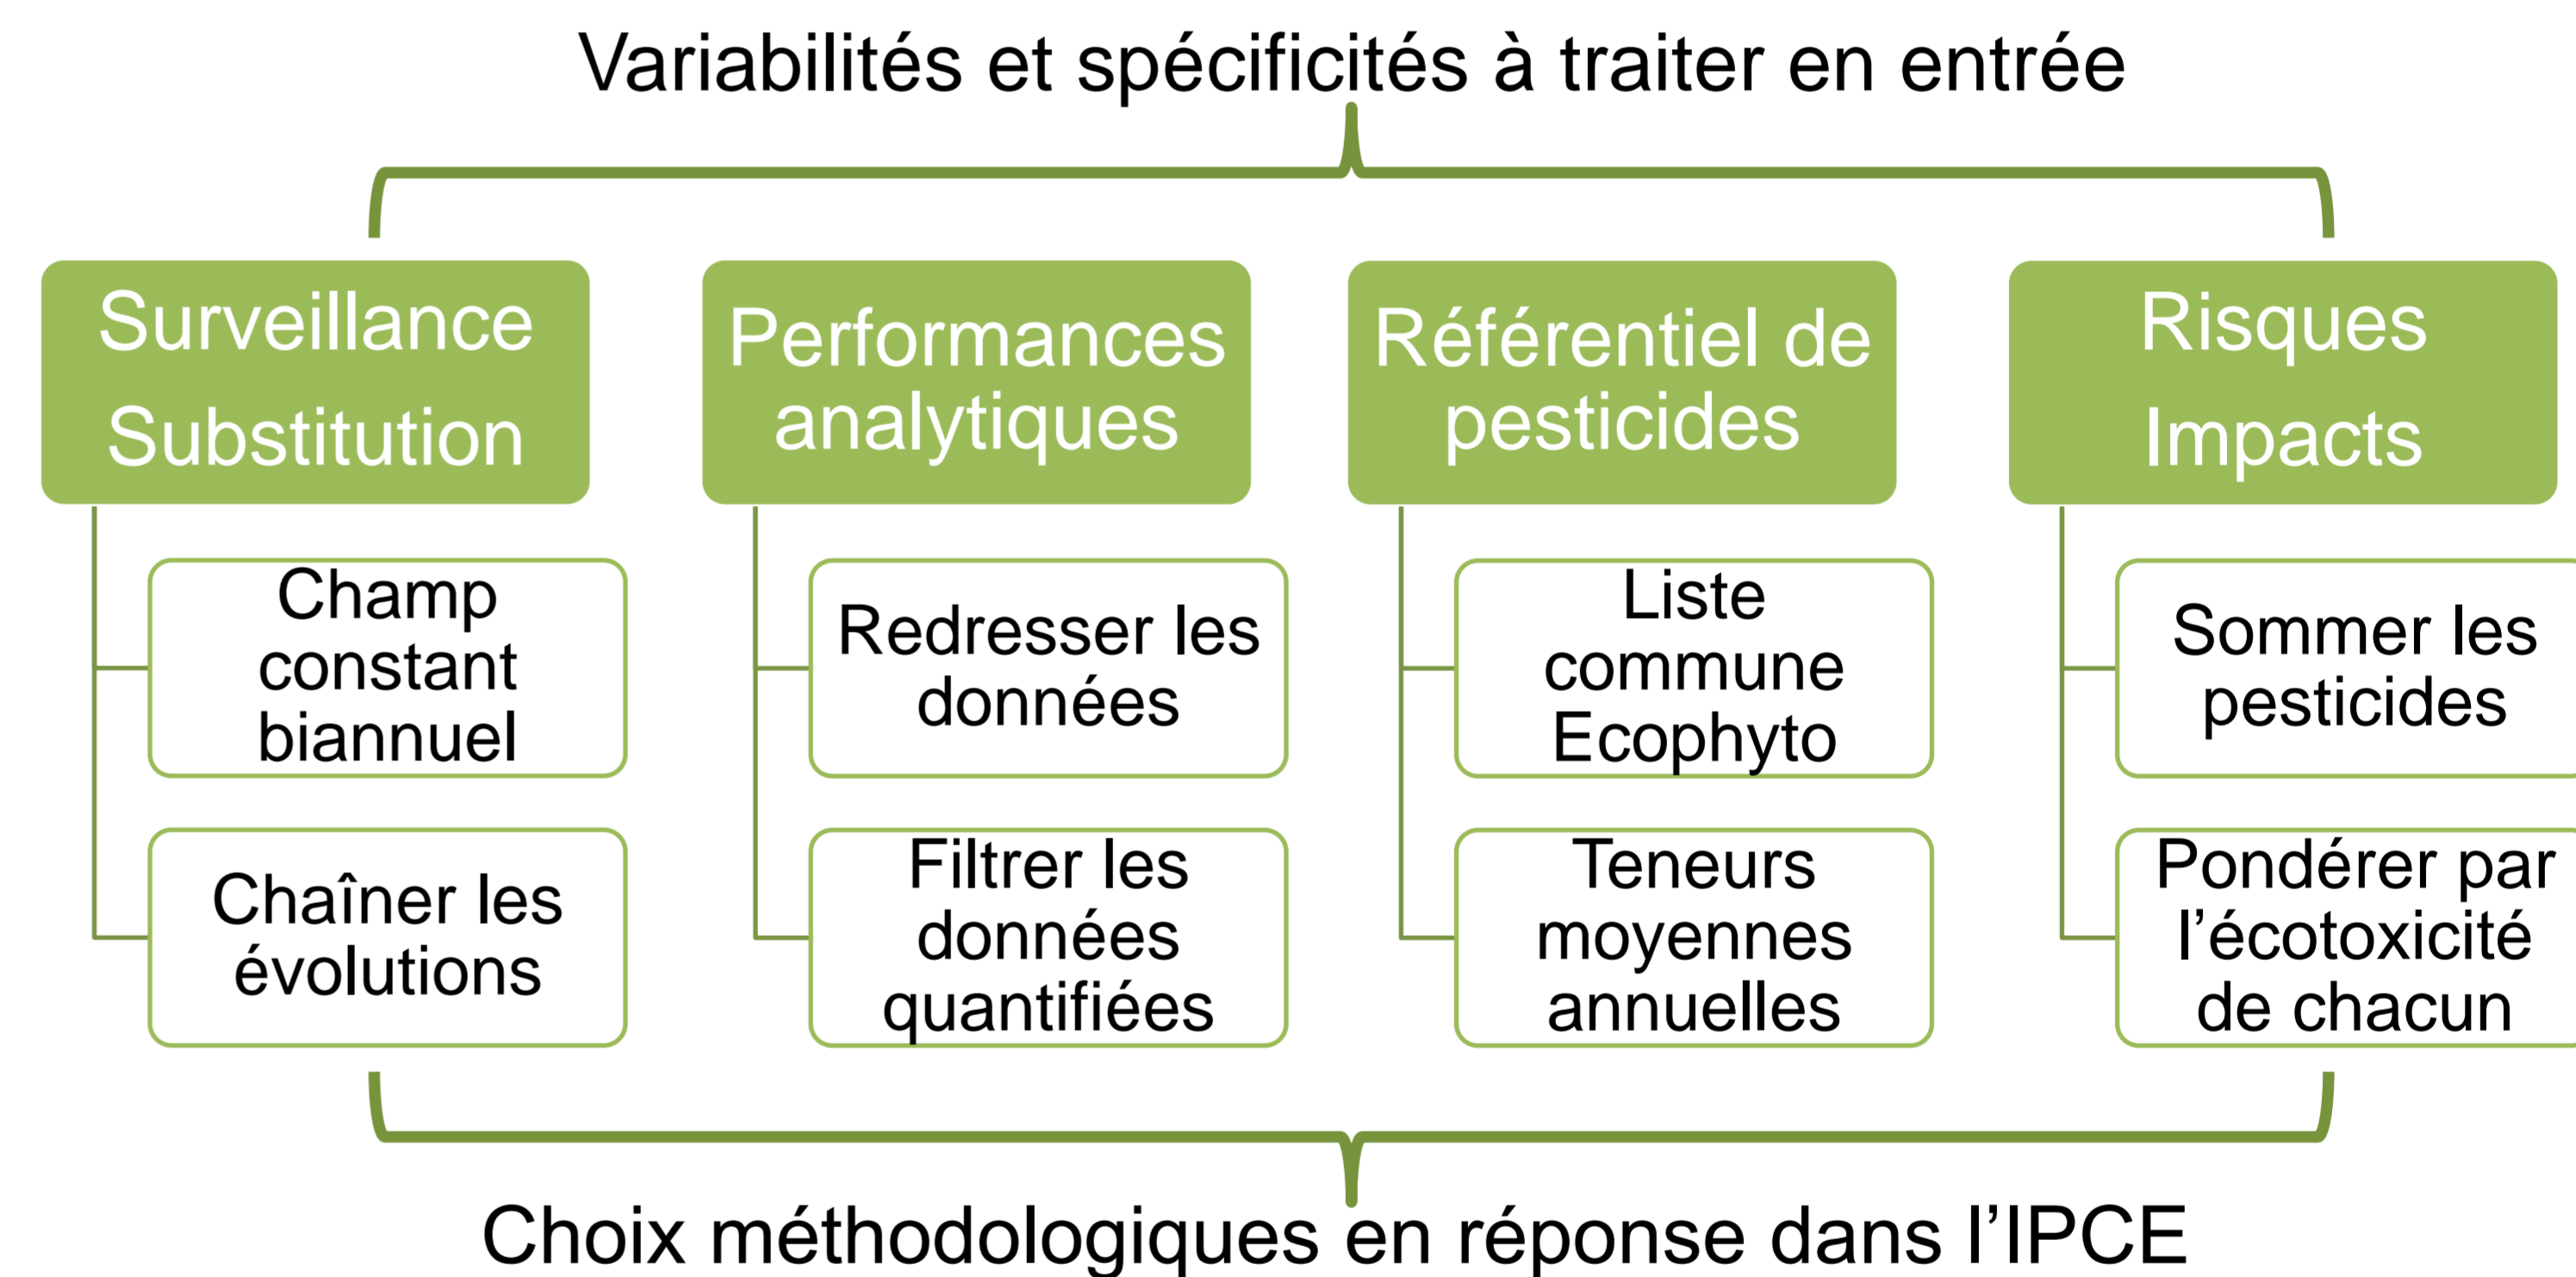 Variabilités et spécificités à traiter en entrée
Surveillance
Substitution
Champ
constant
biannuel
Chaîner les
évolutions
Performances
analytiques
Redresser les
données
Filtrer les
données
quantifiées
Référentiel de
pesticides
Liste
commune
Ecophyto
Teneurs
moyennes
annuelles
Risques
Impacts
Sommer les
pesticides
Pondérer par
l’écotoxicité
de chacun
Choix méthodologiques en réponse dans l’IPCE